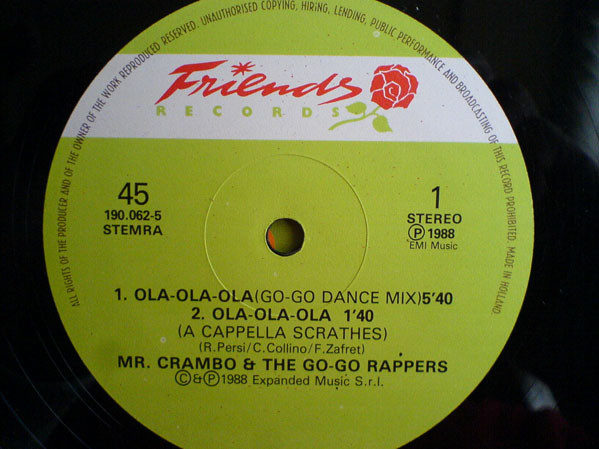 ALL RIGHTS OF THE PRODUCER AND OF THE OWNER OF THE WORK REPRODUCED RESERVED. UNAUTHORISED COPYING, HIRING, LENDING, PUBLIC PERFORMANCE AND BROADCASTING OF THIS RECORD PROHIBITED. MADE IN HOLLAND
Friends
RECORDS
45
190.062-5
STEMRA
1
STEREO
Ⓟ 1988
EMI Music
1. OLA-OLA-OLA(GO-GO DANCE MIX)5'40
2. OLA-OLA-OLA 1'40
(A CAPPELLA SCRATHES)
(R.Persi/C.Collino/F.Zafret)
MR. CRAMBO & THE GO-GO RAPPERS
©&Ⓟ1988 Expanded Music S.r.l.